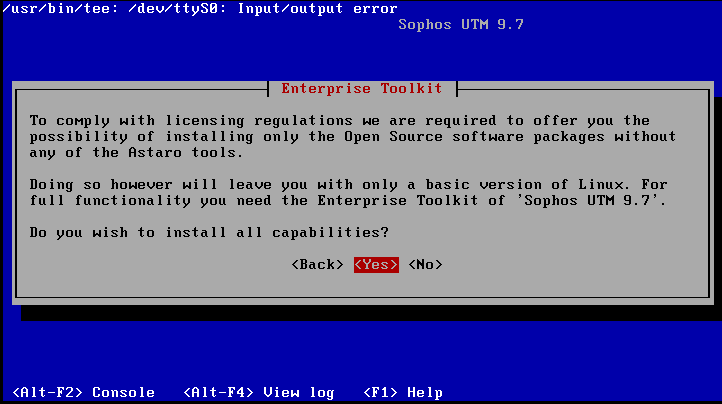 /usr/bin/tee: /dev/ttyS0: Input/output error
Sophos UTM 9.7
Enterprise Toolkit
To comply with licensing regulations we are required to offer you the
possibility of installing only the Open Source software packages without
any of the Astaro tools.
Doing so however will leave you with only a basic version of Linux. For
full functionality you need the Enterprise Toolkit of 'Sophos UTM 9.7'.
Do you wish to install all capabilities?
<Back> <Yes> <No>
<Alt-F2> Console <Alt-F4> View log <F1> Help